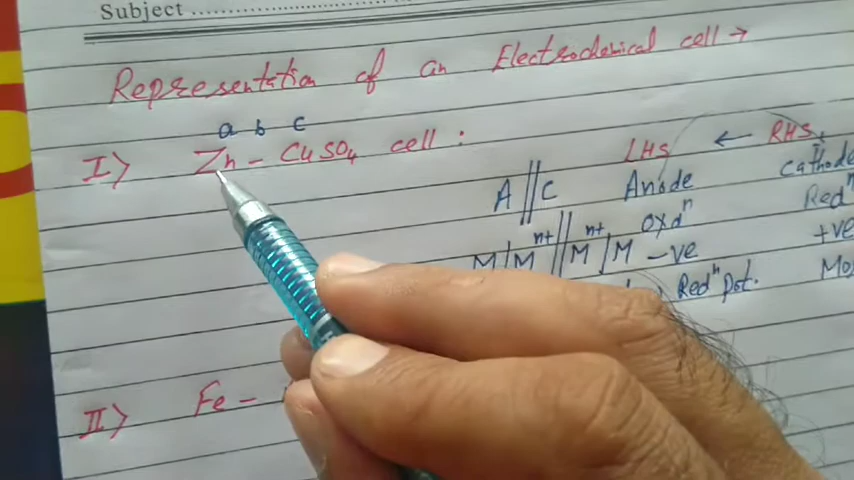 Subject
Representation of an Electrochemical cell →
a b c
I> Zn - CuSO4 cell :
LHS ← RHS
A || C Anode Cathode
oxdⁿ Redⁿ
M / Mⁿ⁺ || Mⁿ⁺ / M -ve +ve
Redⁿ Pot.
II> Fe -